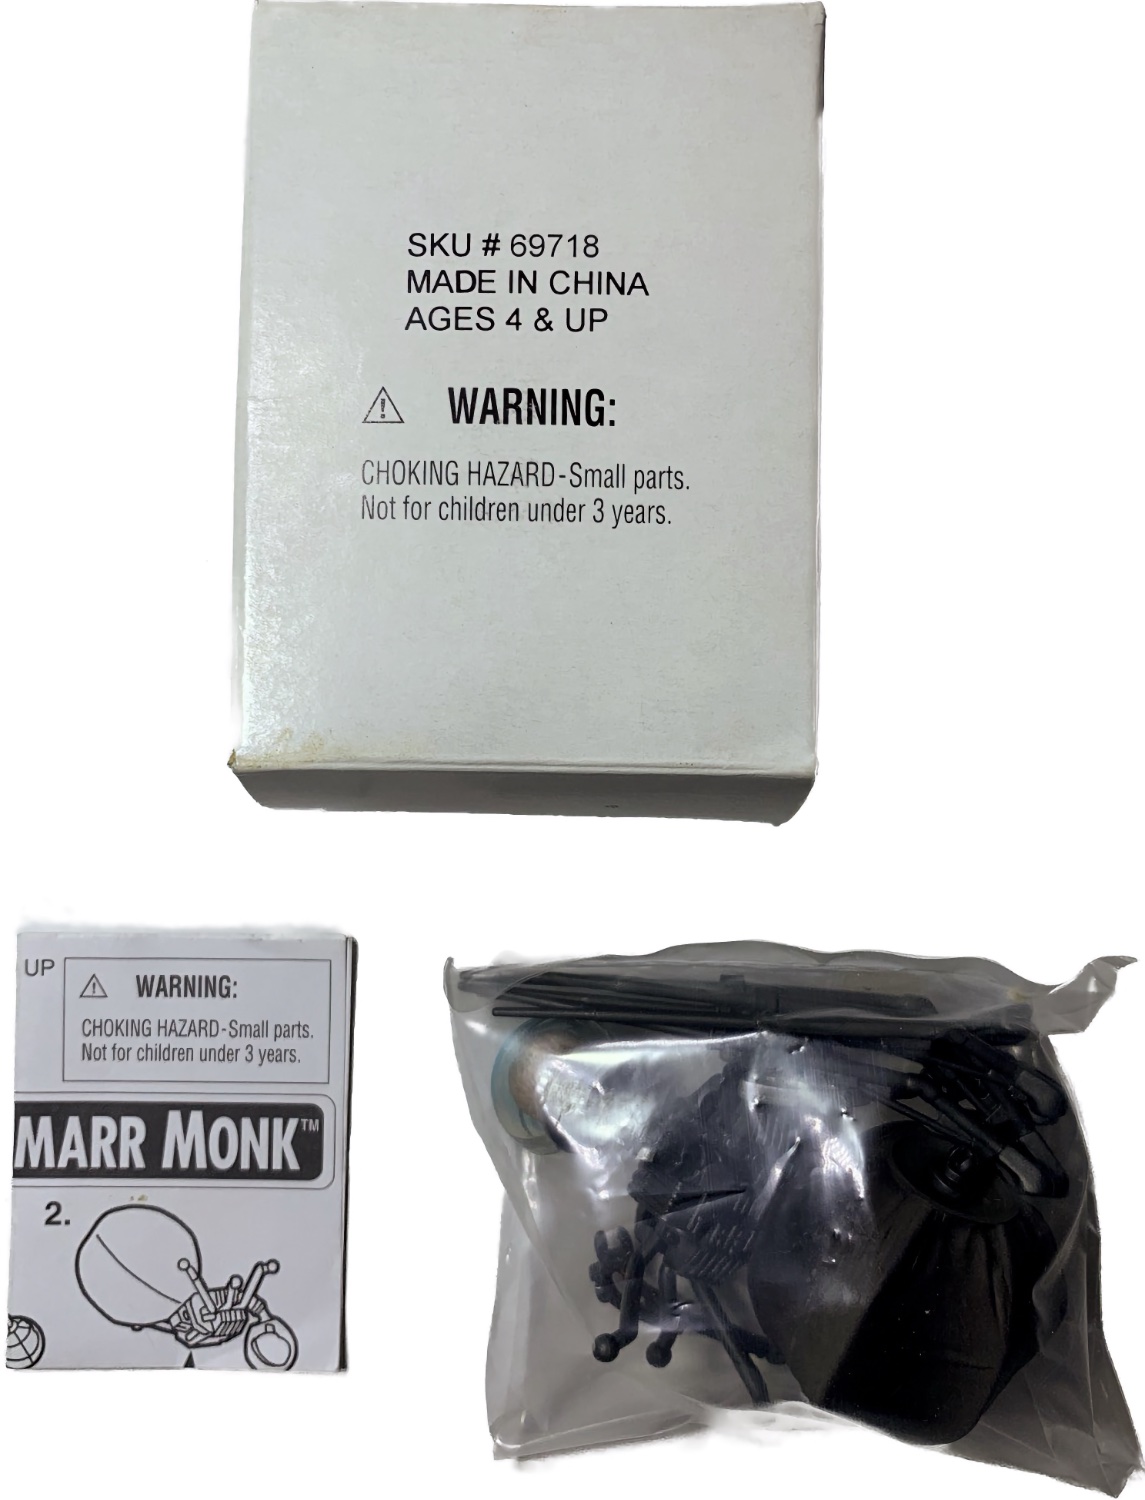 SKU # 69718
MADE IN CHINA
AGES 4 & UP
WARNING:
CHOKING HAZARD-Small parts.
Not for children under 3 years.
UP
WARNING:
CHOKING HAZARD-Small parts.
Not for children under 3 years.
MARR MONK™
2.